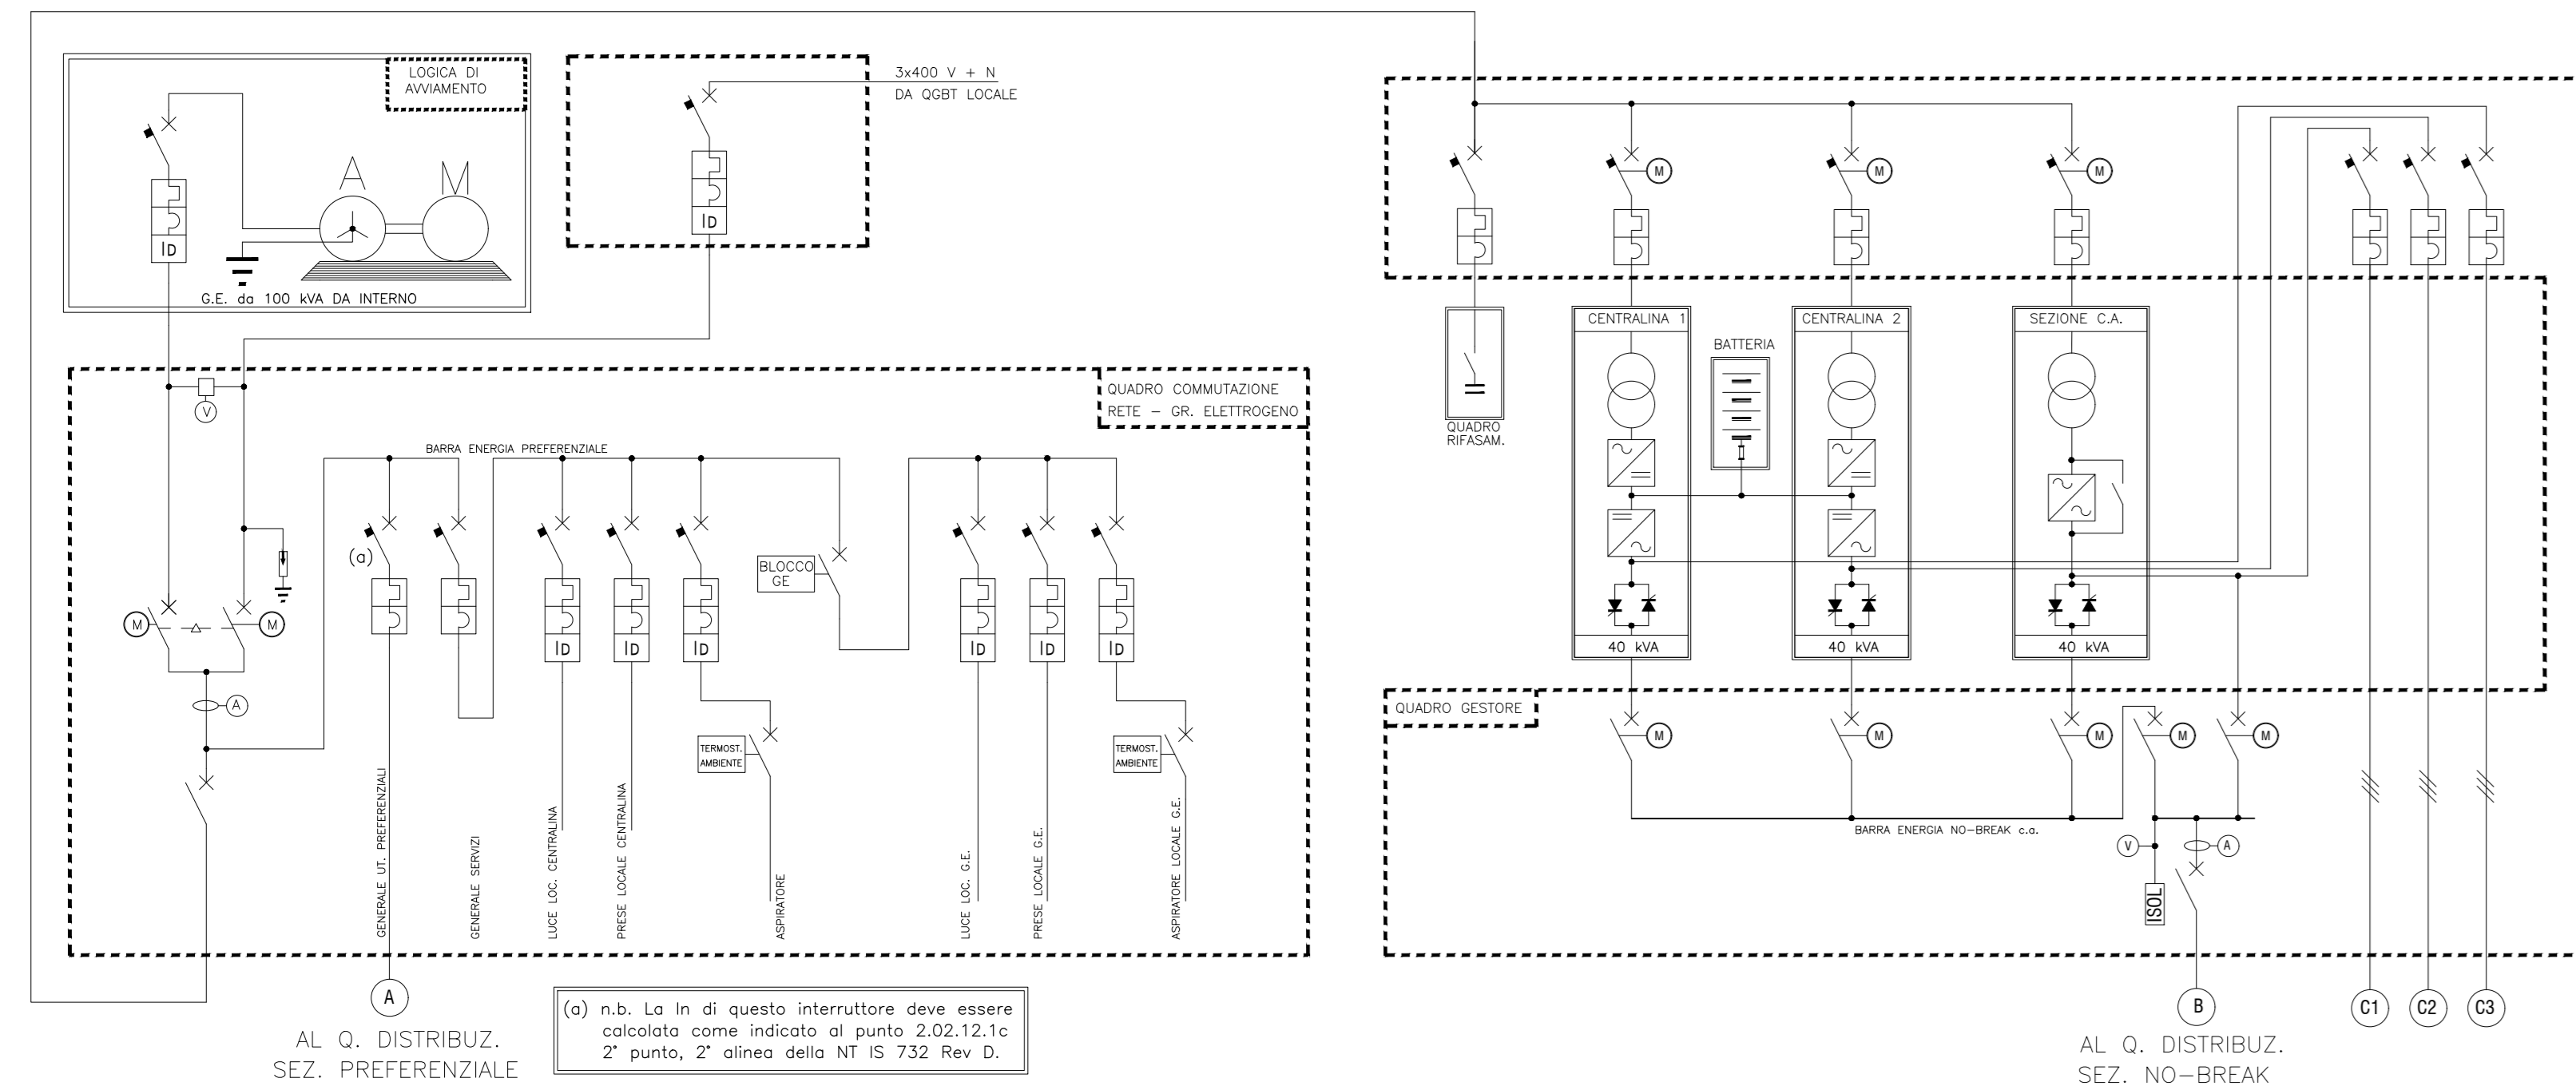 LOGICA DI
AVVIAMENTO
A
M
ID
G.E. da 100 kVA DA INTERNO
3x400 V + N
DA QGBT LOCALE
ID
M
M
M
CENTRALINA 1
BATTERIA
CENTRALINA 2
SEZIONE C.A.
40 kVA
40 kVA
40 kVA
QUADRO
RIFASAM.
QUADRO COMMUTAZIONE
RETE – GR. ELETTROGENO
V
BARRA ENERGIA PREFERENZIALE
(a)
BLOCCO
GE
M
M
ID
ID
ID
ID
ID
ID
A
TERMOST.
AMBIENTE
TERMOST.
AMBIENTE
GENERALE UT. PREFERENZIALI
GENERALE SERVIZI
LUCE LOC. CENTRALINA
PRESE LOCALE CENTRALINA
ASPIRATORE
LUCE LOC. G.E.
PRESE LOCALE G.E.
ASPIRATORE LOCALE G.E.
QUADRO GESTORE
M
M
M
M
M
BARRA ENERGIA NO–BREAK c.a.
V
A
ISOL
A
AL Q. DISTRIBUZ.
SEZ. PREFERENZIALE
(a) n.b. La In di questo interruttore deve essere
calcolata come indicato al punto 2.02.12.1c
2° punto, 2° alinea della NT IS 732 Rev D.
B
AL Q. DISTRIBUZ.
SEZ. NO–BREAK
C1
C2
C3